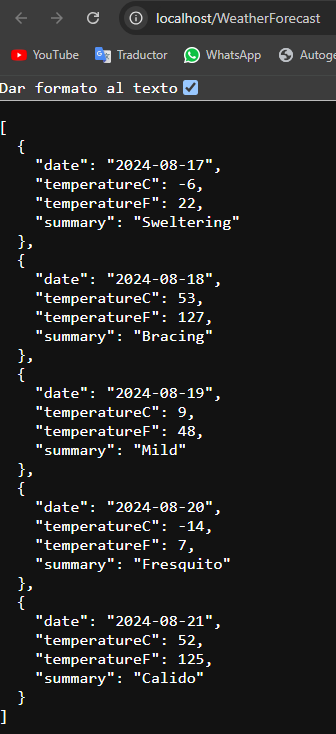 localhost/WeatherForecast
YouTube Traductor WhatsApp Autoge
Dar formato al texto
[
  {
    "date": "2024-08-17",
    "temperatureC": -6,
    "temperatureF": 22,
    "summary": "Sweltering"
  },
  {
    "date": "2024-08-18",
    "temperatureC": 53,
    "temperatureF": 127,
    "summary": "Bracing"
  },
  {
    "date": "2024-08-19",
    "temperatureC": 9,
    "temperatureF": 48,
    "summary": "Mild"
  },
  {
    "date": "2024-08-20",
    "temperatureC": -14,
    "temperatureF": 7,
    "summary": "Fresquito"
  },
  {
    "date": "2024-08-21",
    "temperatureC": 52,
    "temperatureF": 125,
    "summary": "Calido"
  }
]